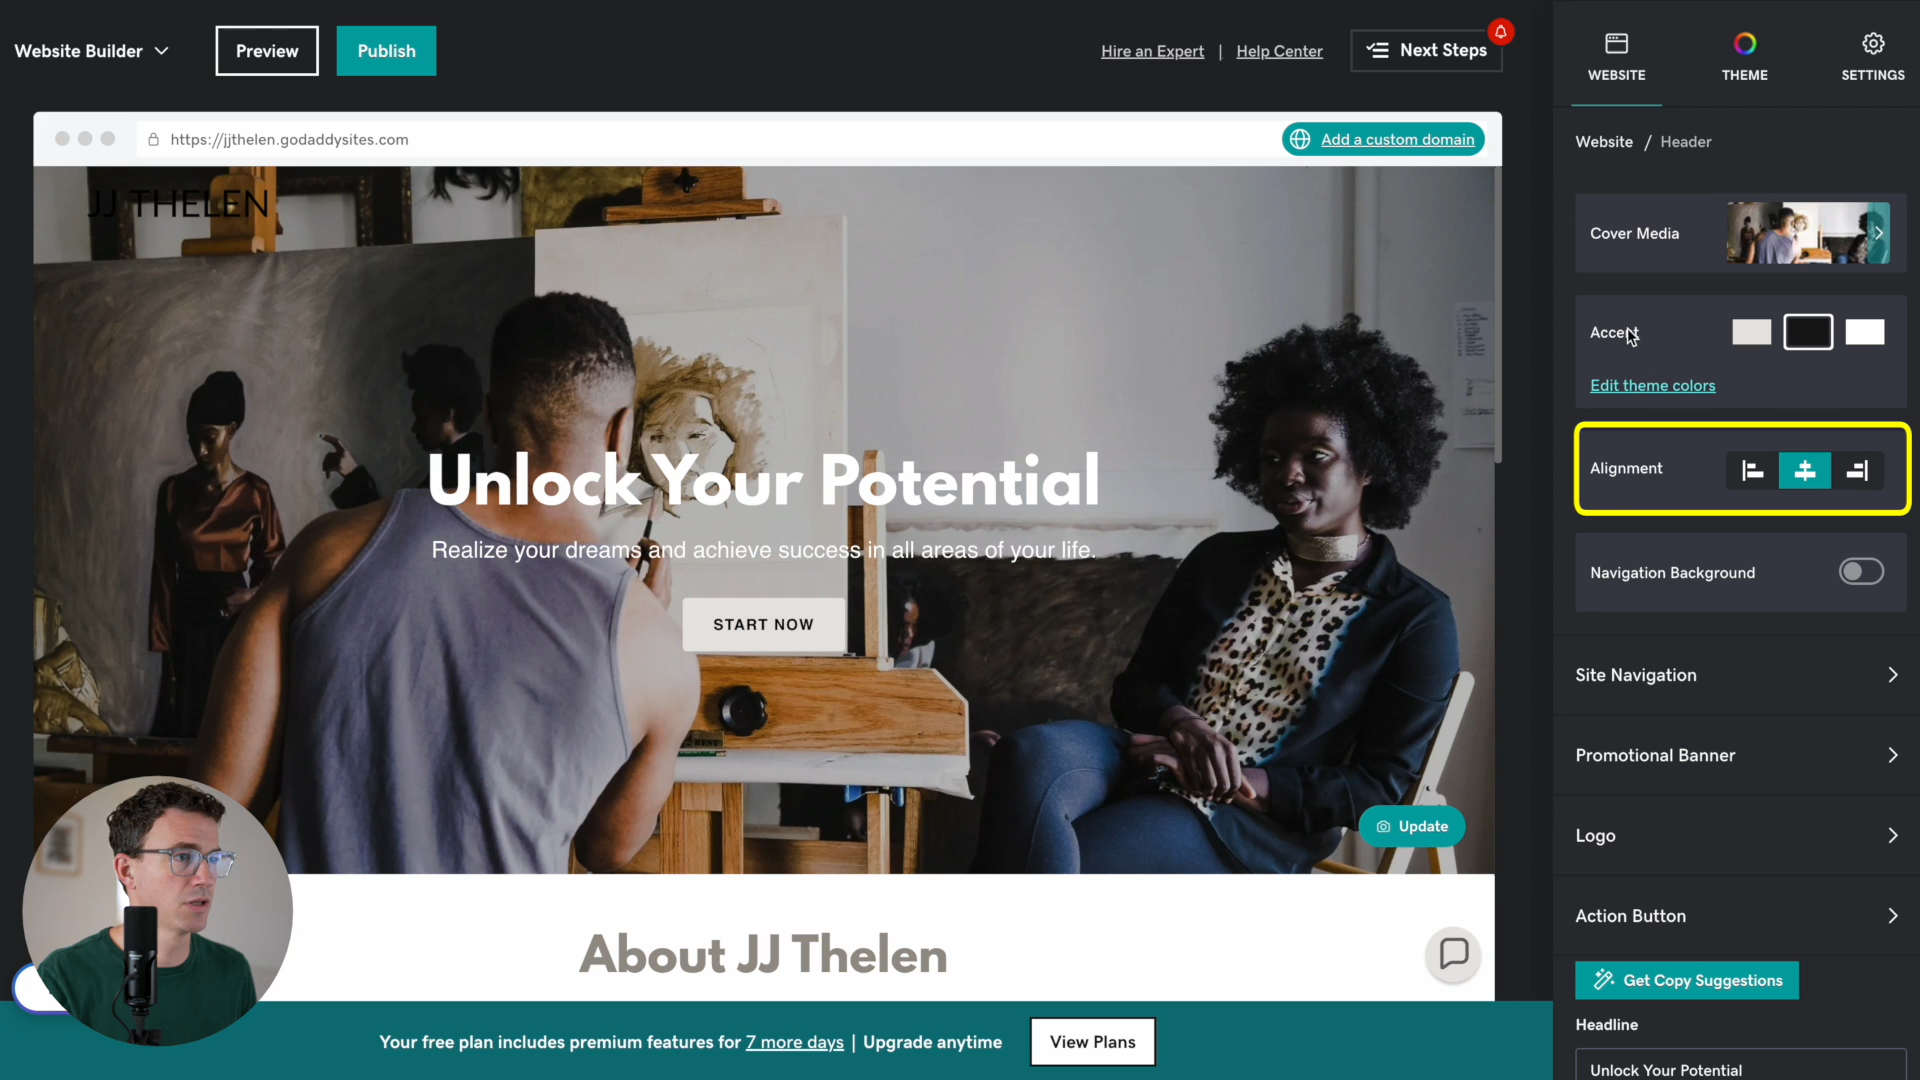 Website Builder
Preview
Publish
Hire an Expert | Help Center
Next Steps
WEBSITE
THEME
SETTINGS
https://jjthelen.godaddysites.com
Add a custom domain
Website / Header
JJ THELEN
Cover Media
Accent
Edit theme colors
Unlock Your Potential
Realize your dreams and achieve success in all areas of your life.
START NOW
Alignment
Navigation Background
Site Navigation
Promotional Banner
Update
Logo
Action Button
About JJ Thelen
Get Copy Suggestions
Headline
Unlock Your Potential
Your free plan includes premium features for 7 more days | Upgrade anytime
View Plans